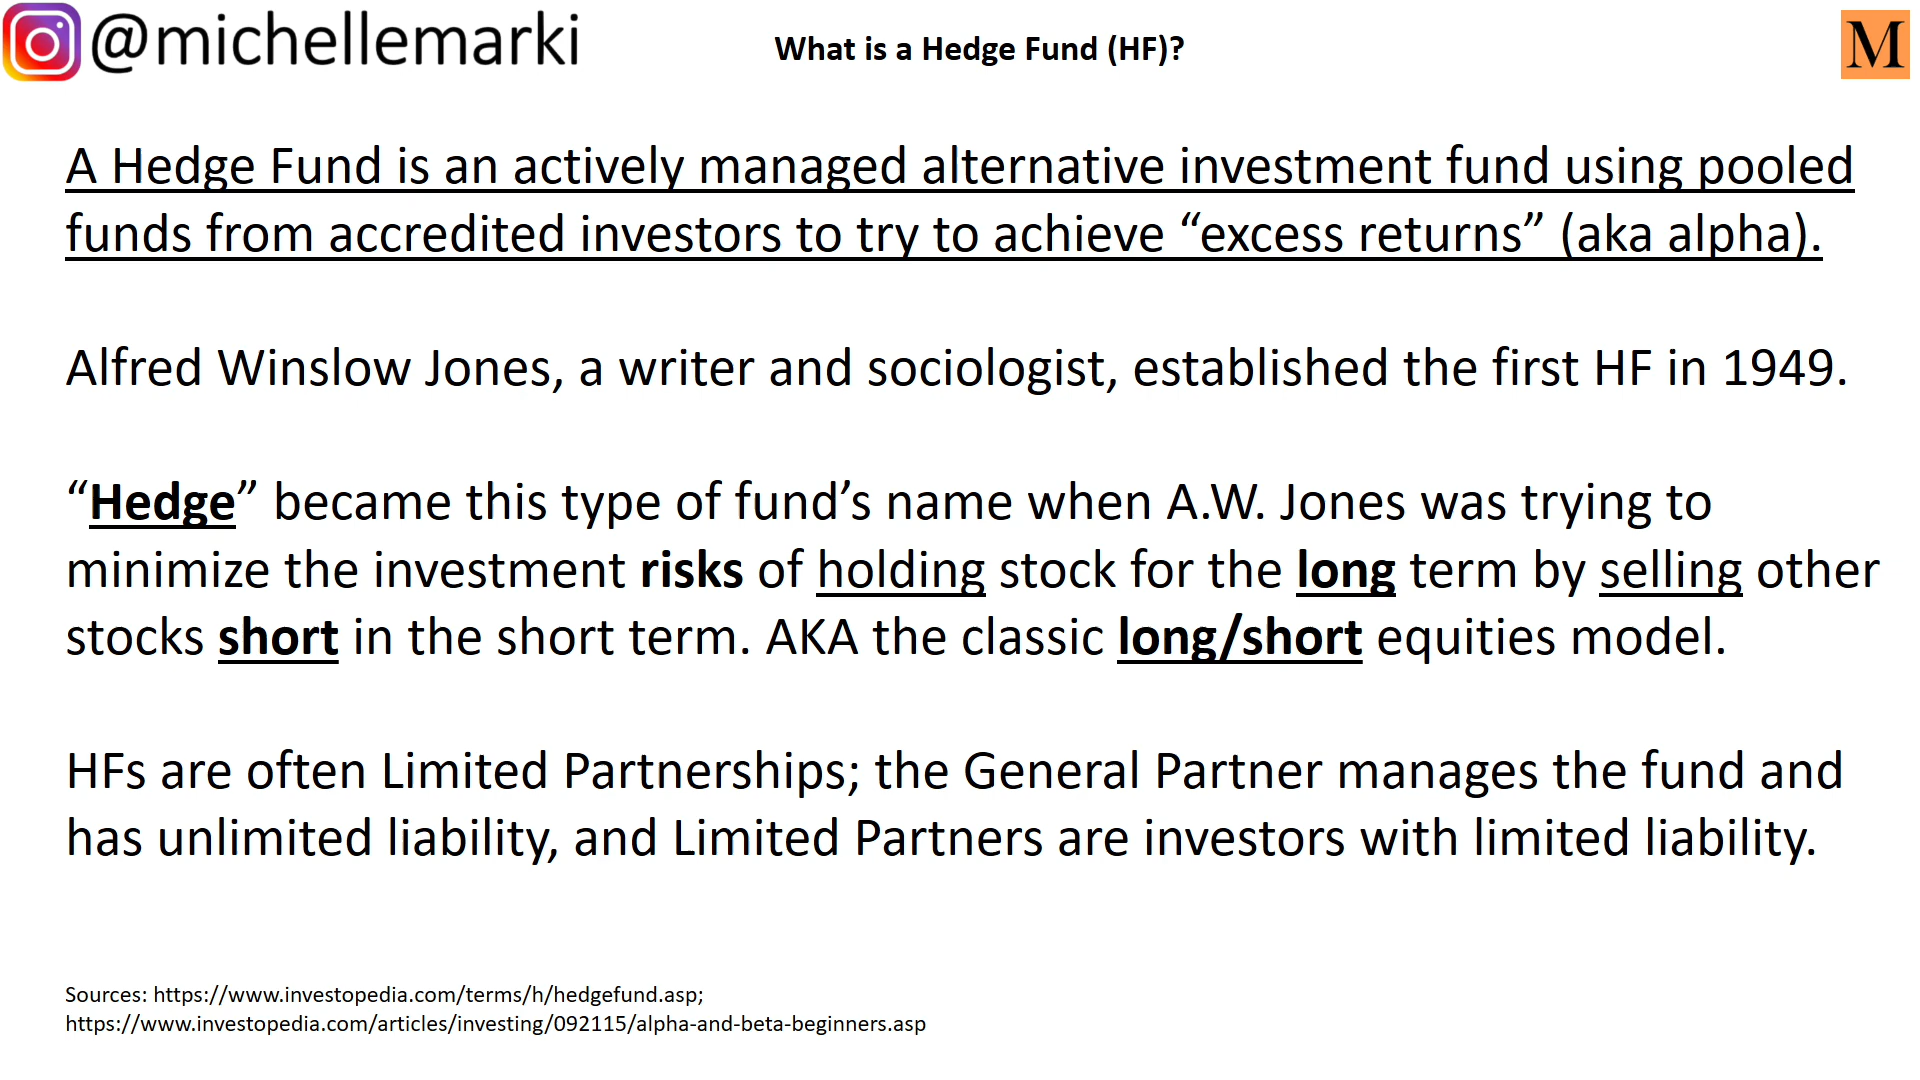 @michellemarki
What is a Hedge Fund (HF)?
M
A Hedge Fund is an actively managed alternative investment fund using pooled
funds from accredited investors to try to achieve “excess returns” (aka alpha).
Alfred Winslow Jones, a writer and sociologist, established the first HF in 1949.
“Hedge” became this type of fund’s name when A.W. Jones was trying to
minimize the investment risks of holding stock for the long term by selling other
stocks short in the short term. AKA the classic long/short equities model.
HFs are often Limited Partnerships; the General Partner manages the fund and
has unlimited liability, and Limited Partners are investors with limited liability.
Sources: https://www.investopedia.com/terms/h/hedgefund.asp;
https://www.investopedia.com/articles/investing/092115/alpha-and-beta-beginners.asp